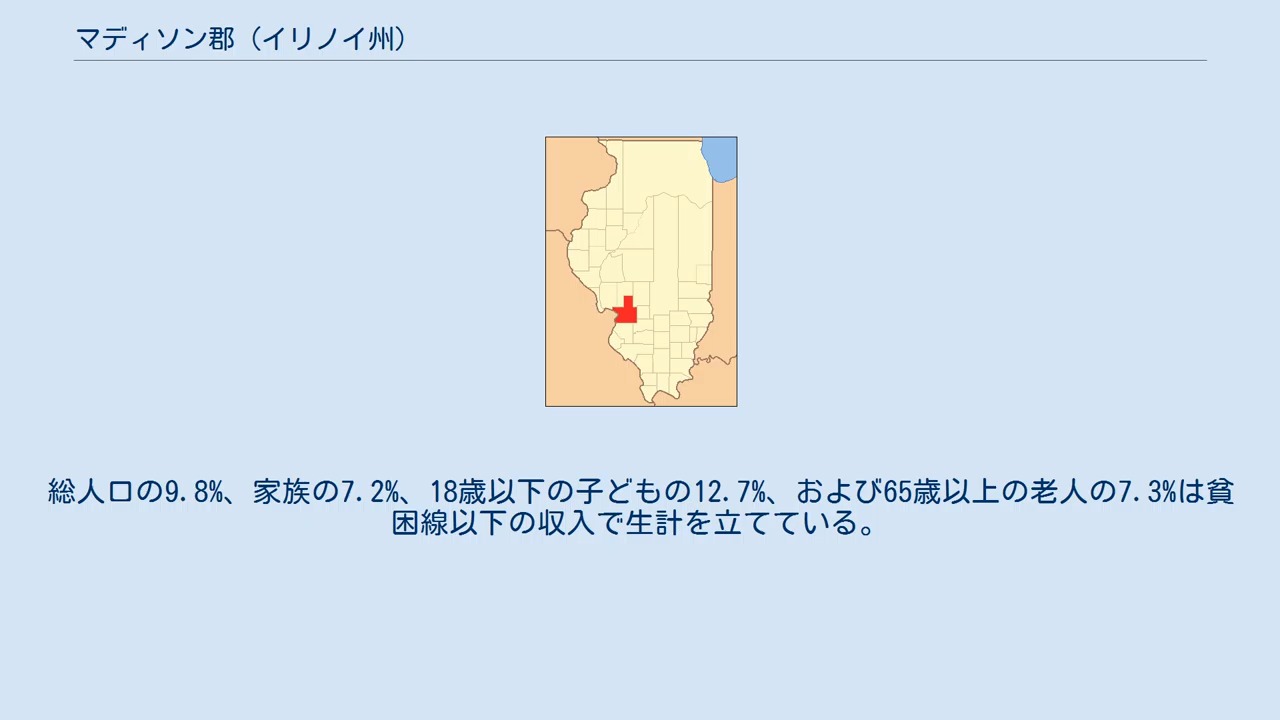 マディソン郡（イリノイ州）
総人口の9.8%、家族の7.2%、18歳以下の子どもの12.7%、および65歳以上の老人の7.3%は貧
困線以下の収入で生計を立てている。